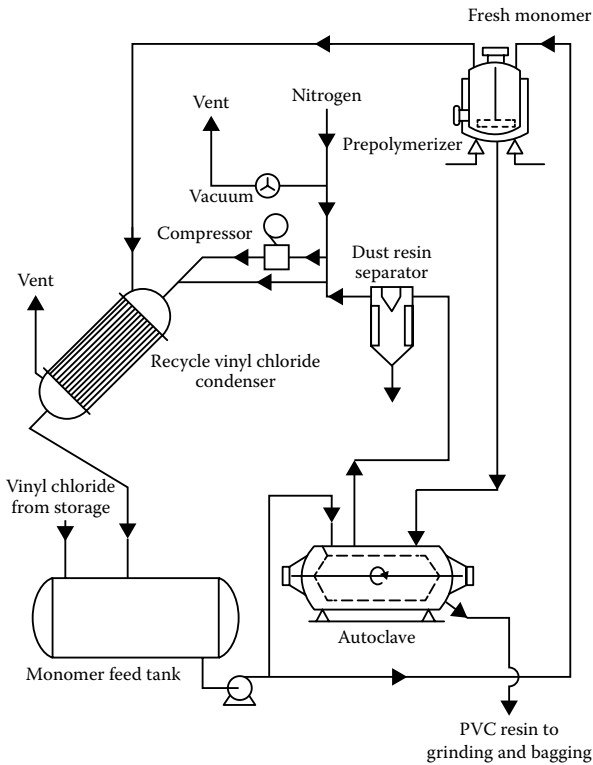 Fresh monomer
Vent
Nitrogen
Prepolymerizer
Vacuum
Compressor
Dust resin
separator
Vent
Recycle vinyl chloride
condenser
Vinyl chloride
from storage
Autoclave
Monomer feed tank
PVC resin to
grinding and bagging